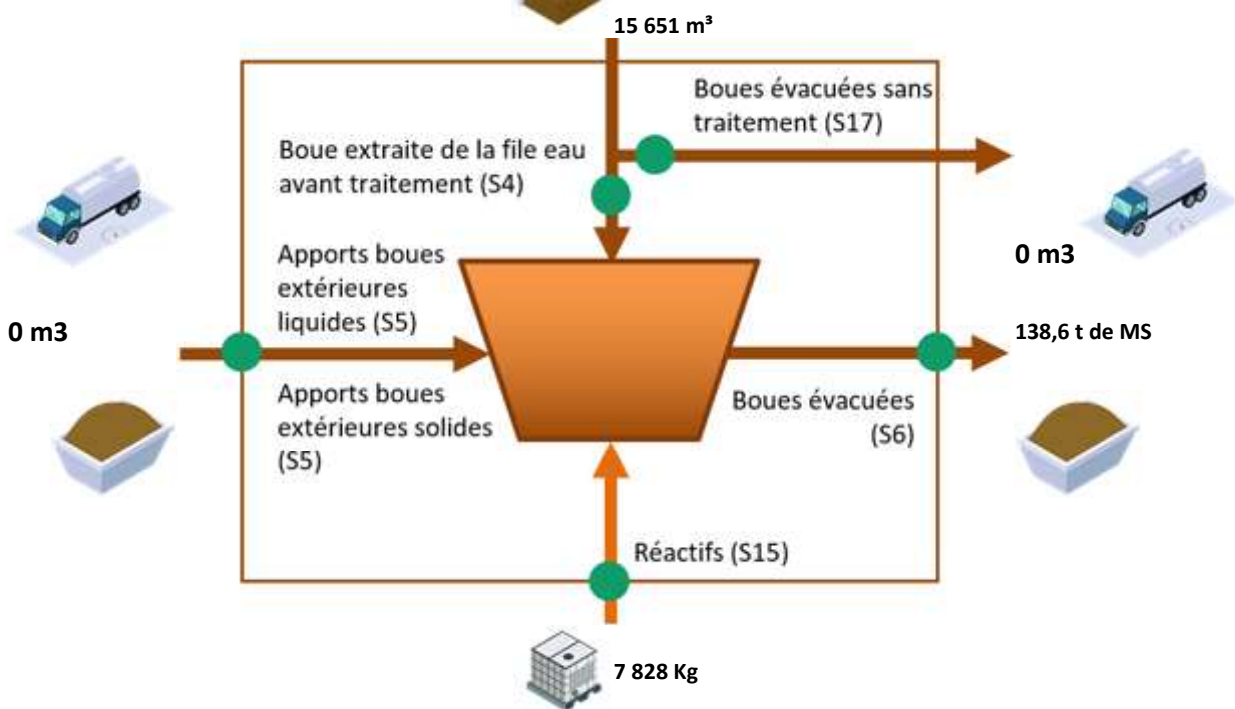 15 651 m³
Boues évacuées sans
traitement (S17)
Boue extraite de la file eau
avant traitement (S4)
0 m3
Apports boues
extérieures
liquides (S5)
0 m3
138,6 t de MS
Apports boues
extérieures solides
(S5)
Boues évacuées
(S6)
Réactifs (S15)
7 828 Kg